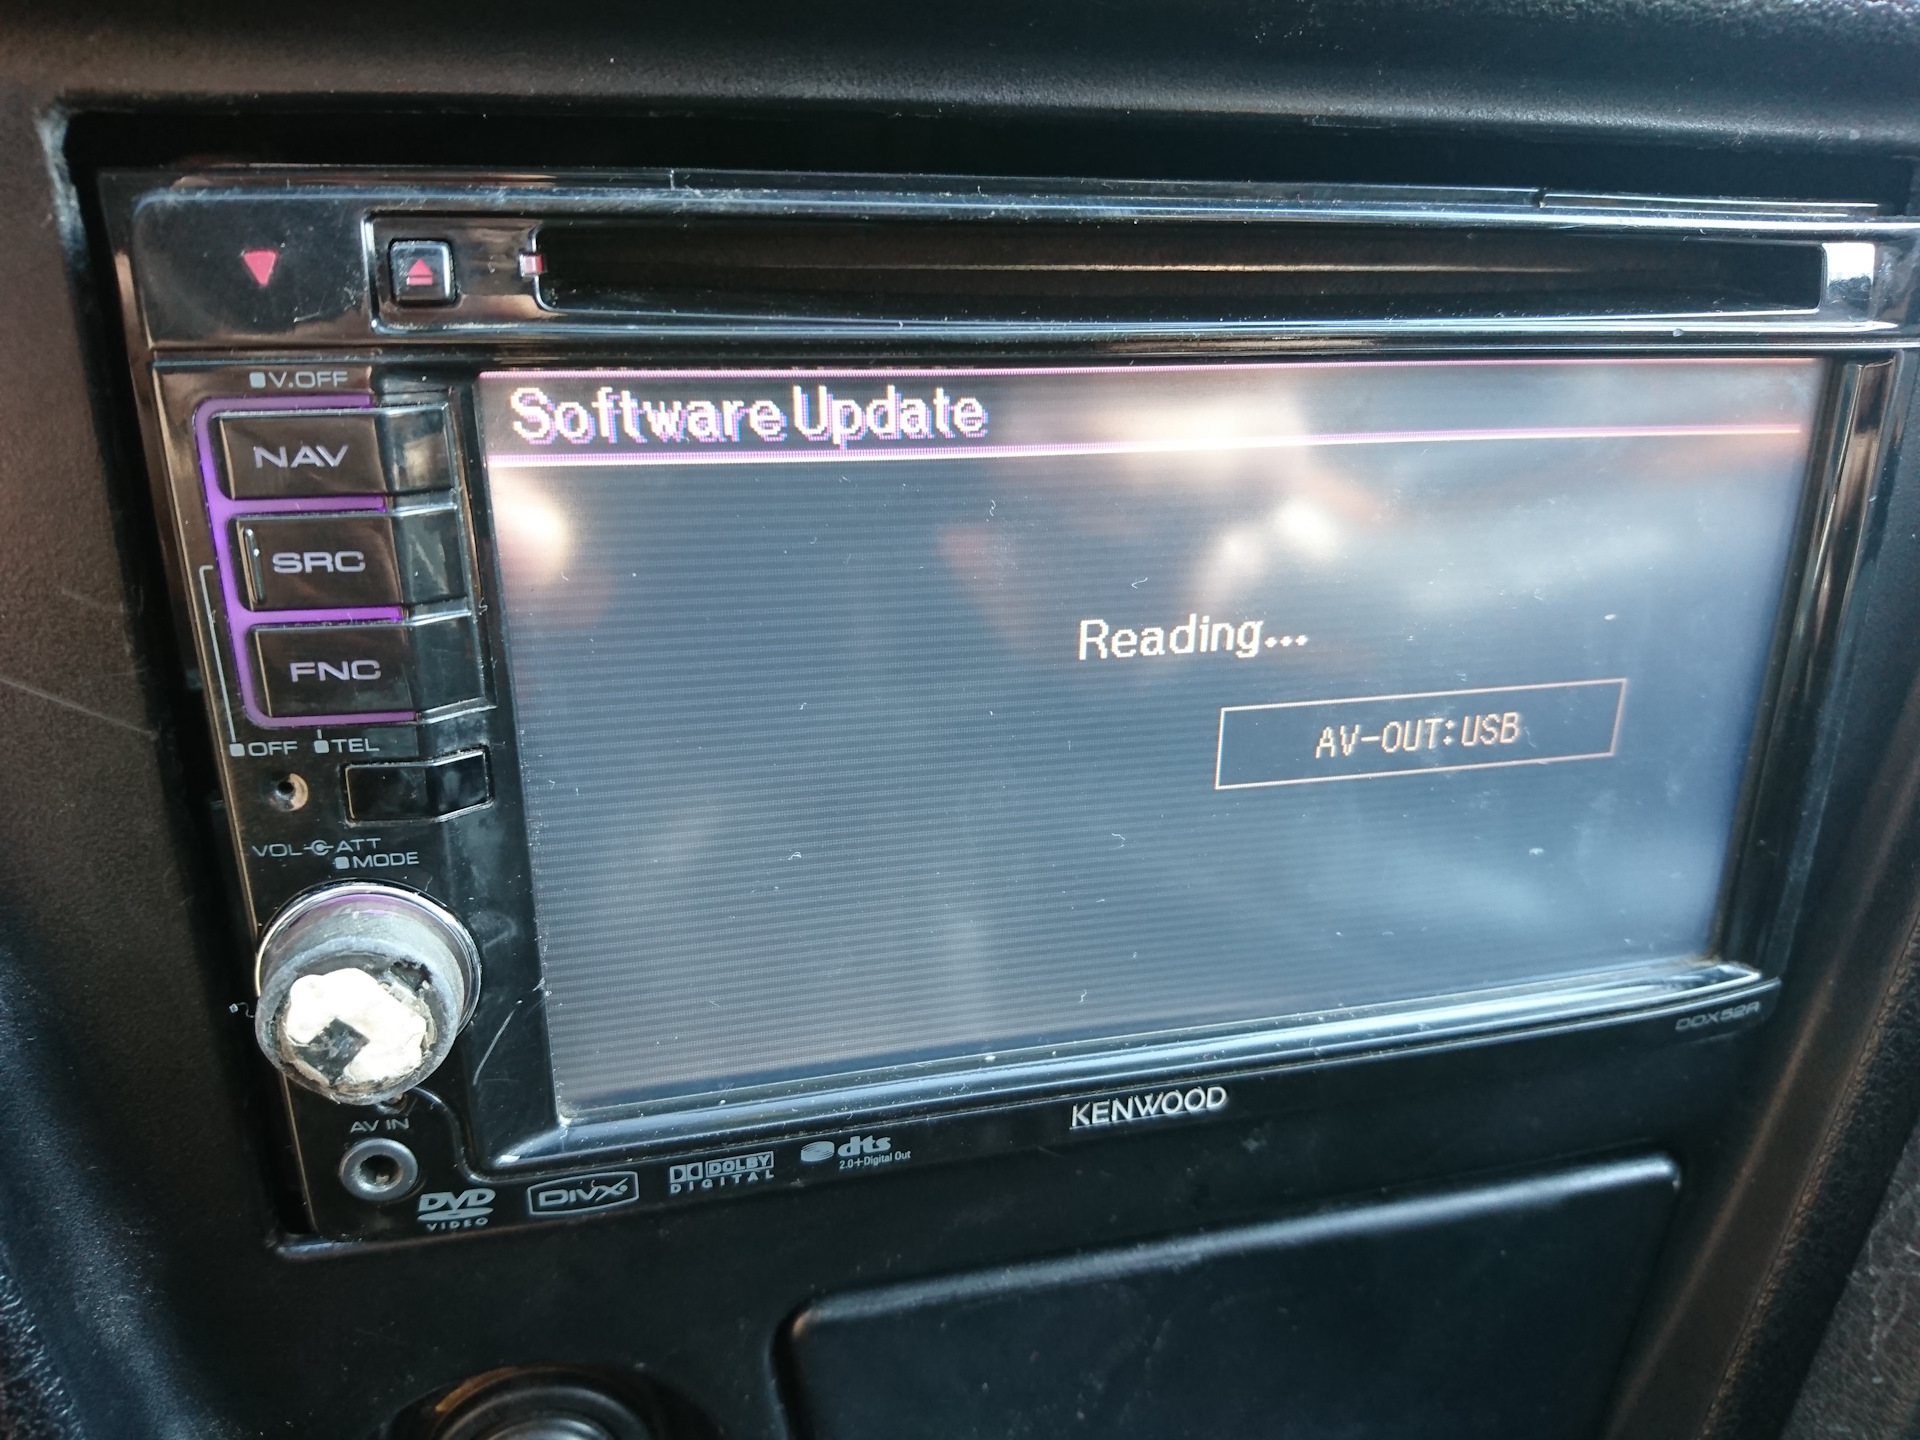 V.OFF
NAV
SRC
FNC
OFF TEL
VOL ATT
MODE
AV IN
Software Update
Reading...
AV-OUT:USB
DDX52R
KENWOOD
DVD
VIDEO
DIVX
DOLBY
DIGITAL
dts
2.0+Digital Out